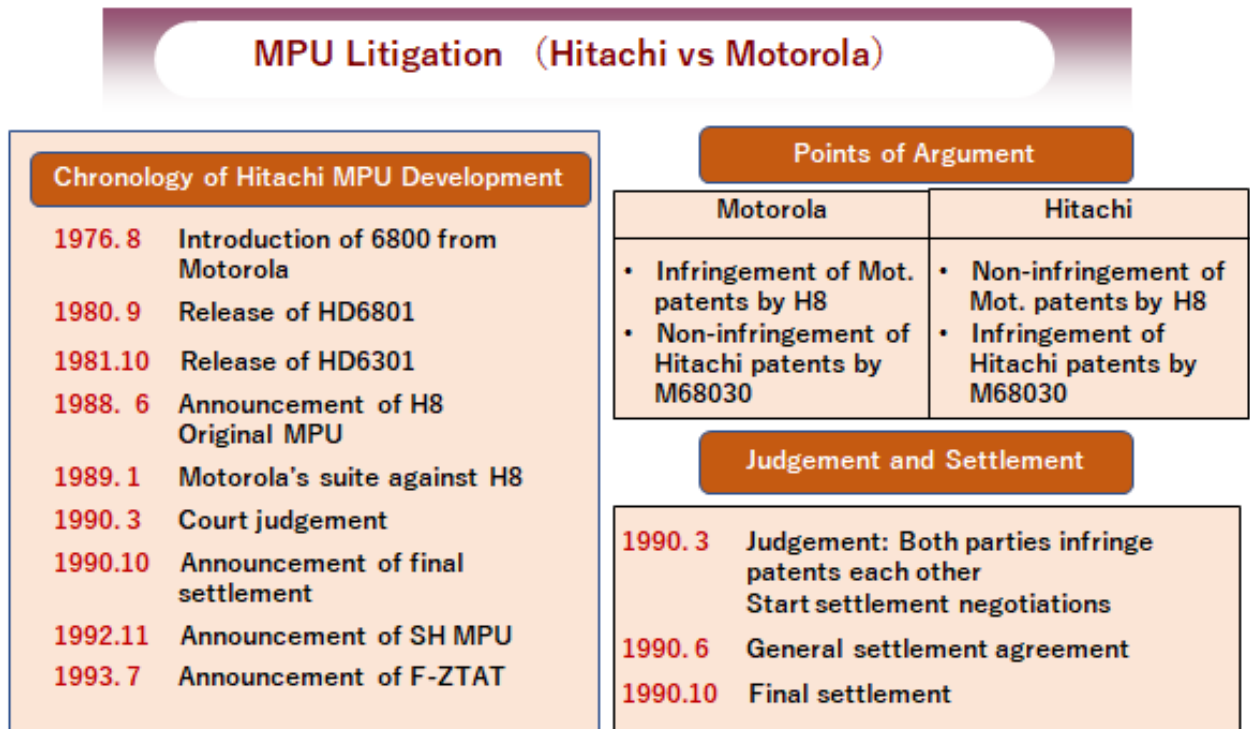 MPU Litigation （Hitachi vs Motorola）
Chronology of Hitachi MPU Development
1976. 8 Introduction of 6800 from
Motorola
1980. 9 Release of HD6801
1981.10 Release of HD6301
1988. 6 Announcement of H8
Original MPU
1989. 1 Motorola's suite against H8
1990. 3 Court judgement
1990.10 Announcement of final
settlement
1992.11 Announcement of SH MPU
1993. 7 Announcement of F-ZTAT
Points of Argument
Motorola
• Infringement of Mot.
patents by H8
• Non-infringement of
Hitachi patents by
M68030
Hitachi
• Non-infringement of
Mot. patents by H8
• Infringement of
Hitachi patents by
M68030
Judgement and Settlement
1990. 3 Judgement: Both parties infringe
patents each other
Start settlement negotiations
1990. 6 General settlement agreement
1990.10 Final settlement